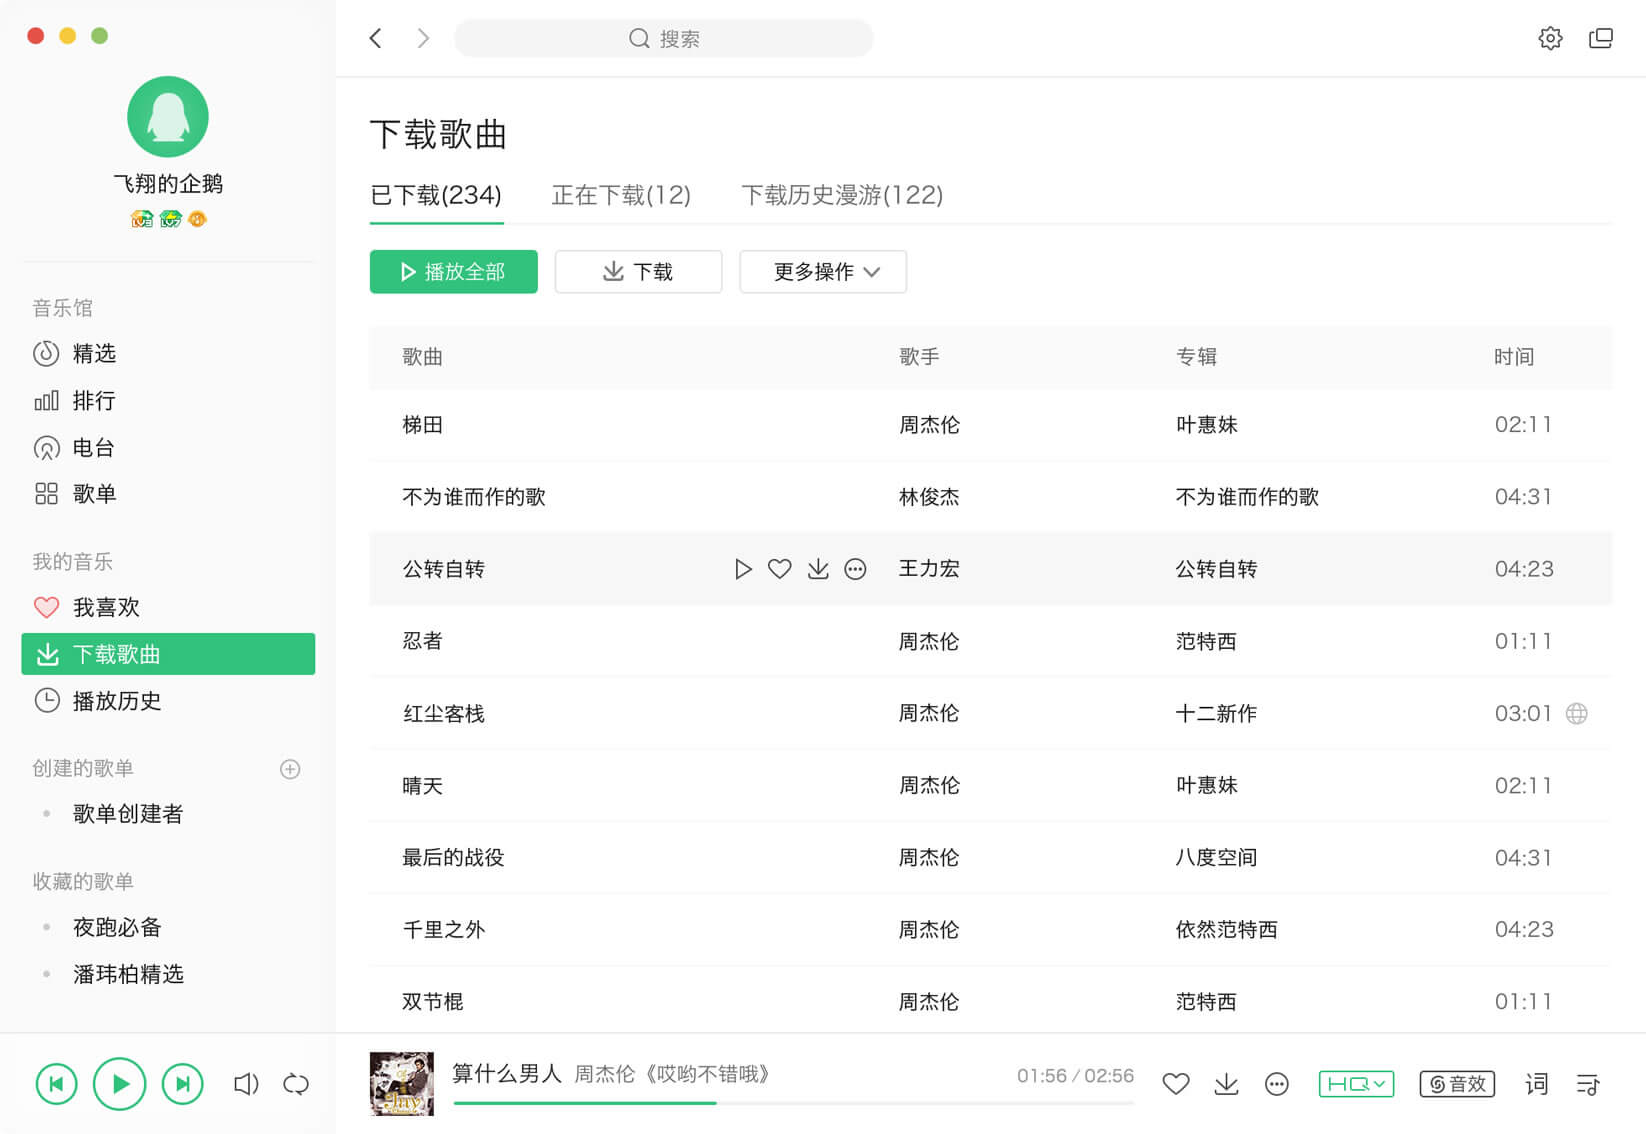 搜索
飞翔的企鹅
下载歌曲
已下载(234) 正在下载(12) 下载历史漫游(122)
播放全部 下载 更多操作
音乐馆
精选
排行
电台
歌单
我的音乐
我喜欢
下载歌曲
播放历史
创建的歌单
歌单创建者
收藏的歌单
夜跑必备
潘玮柏精选
歌曲 歌手 专辑 时间
梯田 周杰伦 叶惠妹 02:11
不为谁而作的歌 林俊杰 不为谁而作的歌 04:31
公转自转 王力宏 公转自转 04:23
忍者 周杰伦 范特西 01:11
红尘客栈 周杰伦 十二新作 03:01
晴天 周杰伦 叶惠妹 02:11
最后的战役 周杰伦 八度空间 04:31
千里之外 周杰伦 依然范特西 04:23
双节棍 周杰伦 范特西 01:11
算什么男人 周杰伦《哎哟不错哦》 01:56 / 02:56
HQ 音效 词